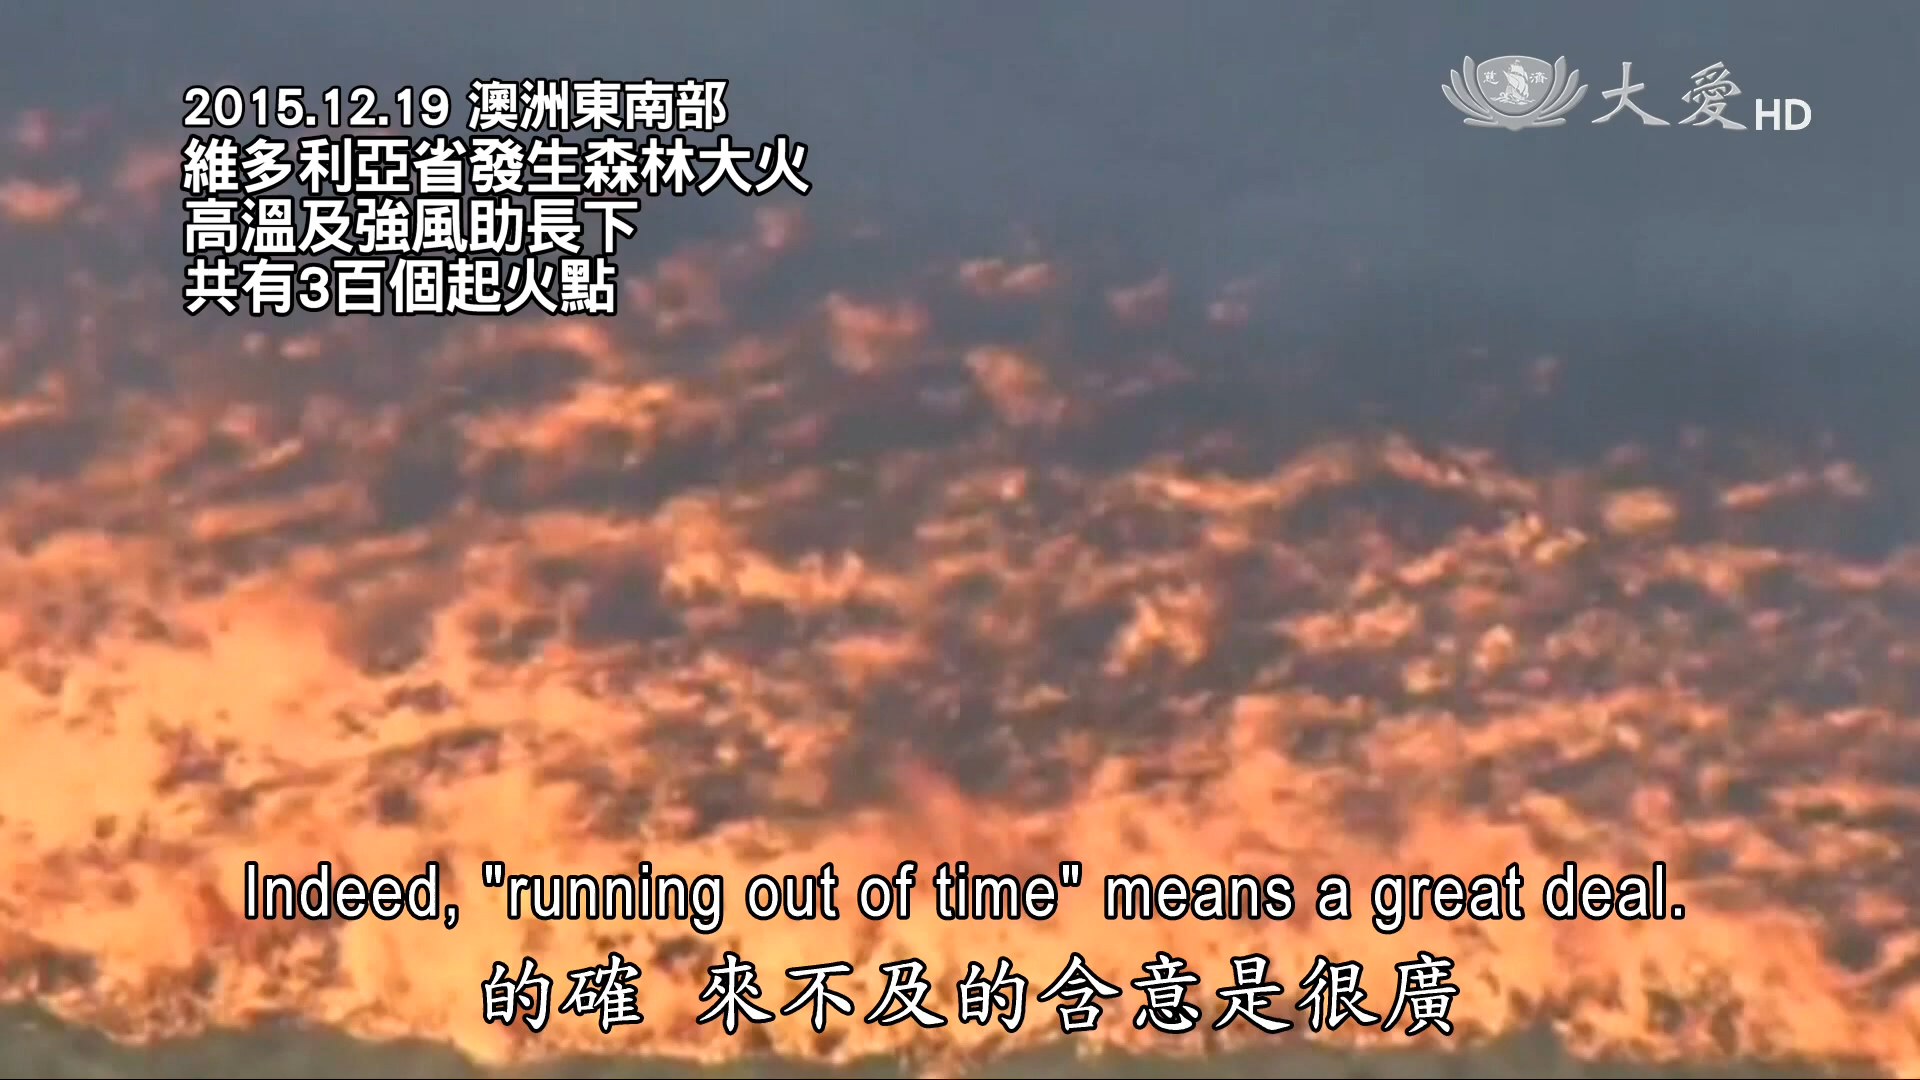 2015.12.19 澳洲東南部
維多利亞省發生森林大火
高溫及強風助長下
共有3百個起火點
慈濟
大愛HD
Indeed, "running out of time" means a great deal.
的確 來不及的含意是很廣